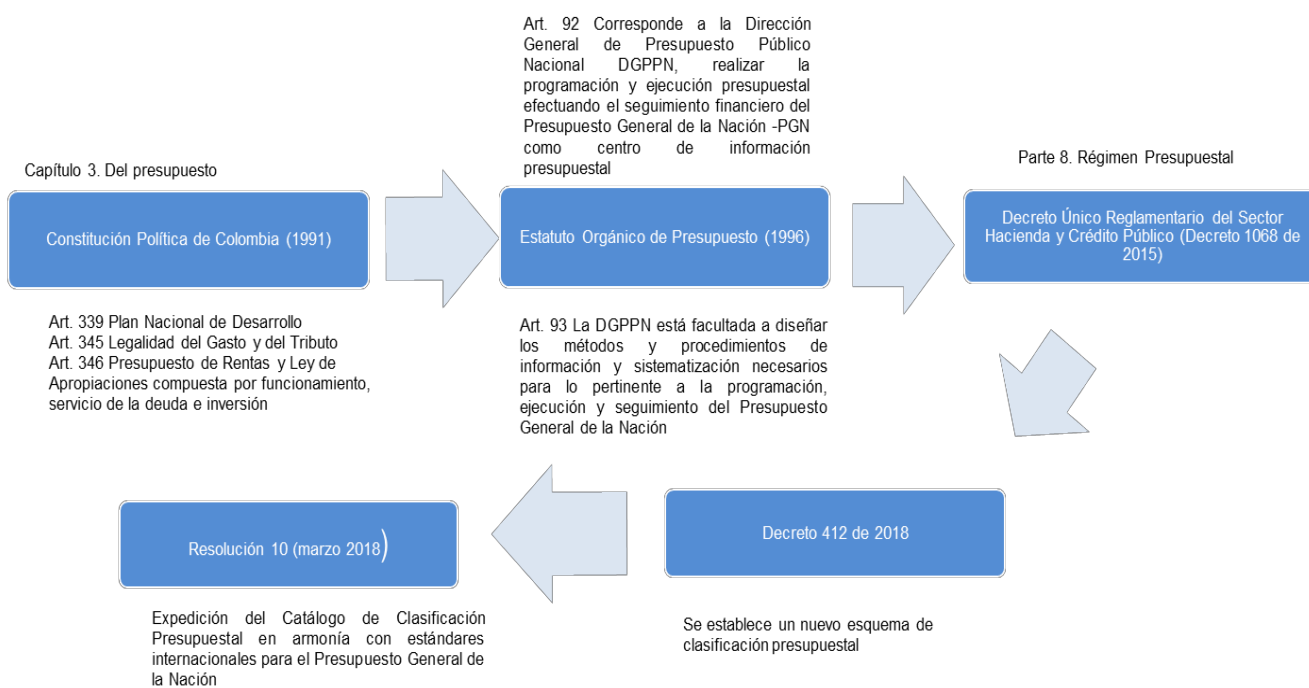 Capítulo 3. Del presupuesto
Constitución Política de Colombia (1991)
Art. 339 Plan Nacional de Desarrollo
Art. 345 Legalidad del Gasto y del Tributo
Art. 346 Presupuesto de Rentas y Ley de
Apropiaciones compuesta por funcionamiento,
servicio de la deuda e inversión
Art. 92 Corresponde a la Dirección
General de Presupuesto Público
Nacional DGPPN, realizar la
programación y ejecución presupuestal
efectuando el seguimiento financiero del
Presupuesto General de la Nación -PGN
como centro de información
presupuestal
Estatuto Orgánico de Presupuesto (1996)
Art. 93 La DGPPN está facultada a diseñar
los métodos y procedimientos de
información y sistematización necesarios
para lo pertinente a la programación,
ejecución y seguimiento del Presupuesto
General de la Nación
Parte 8. Régimen Presupuestal
Decreto Único Reglamentario del Sector
Hacienda y Crédito Público (Decreto 1068 de
2015)
Decreto 412 de 2018
Se establece un nuevo esquema de
clasificación presupuestal
Resolución 10 (marzo 2018)
Expedición del Catálogo de Clasificación
Presupuestal en armonía con estándares
internacionales para el Presupuesto General de
la Nación